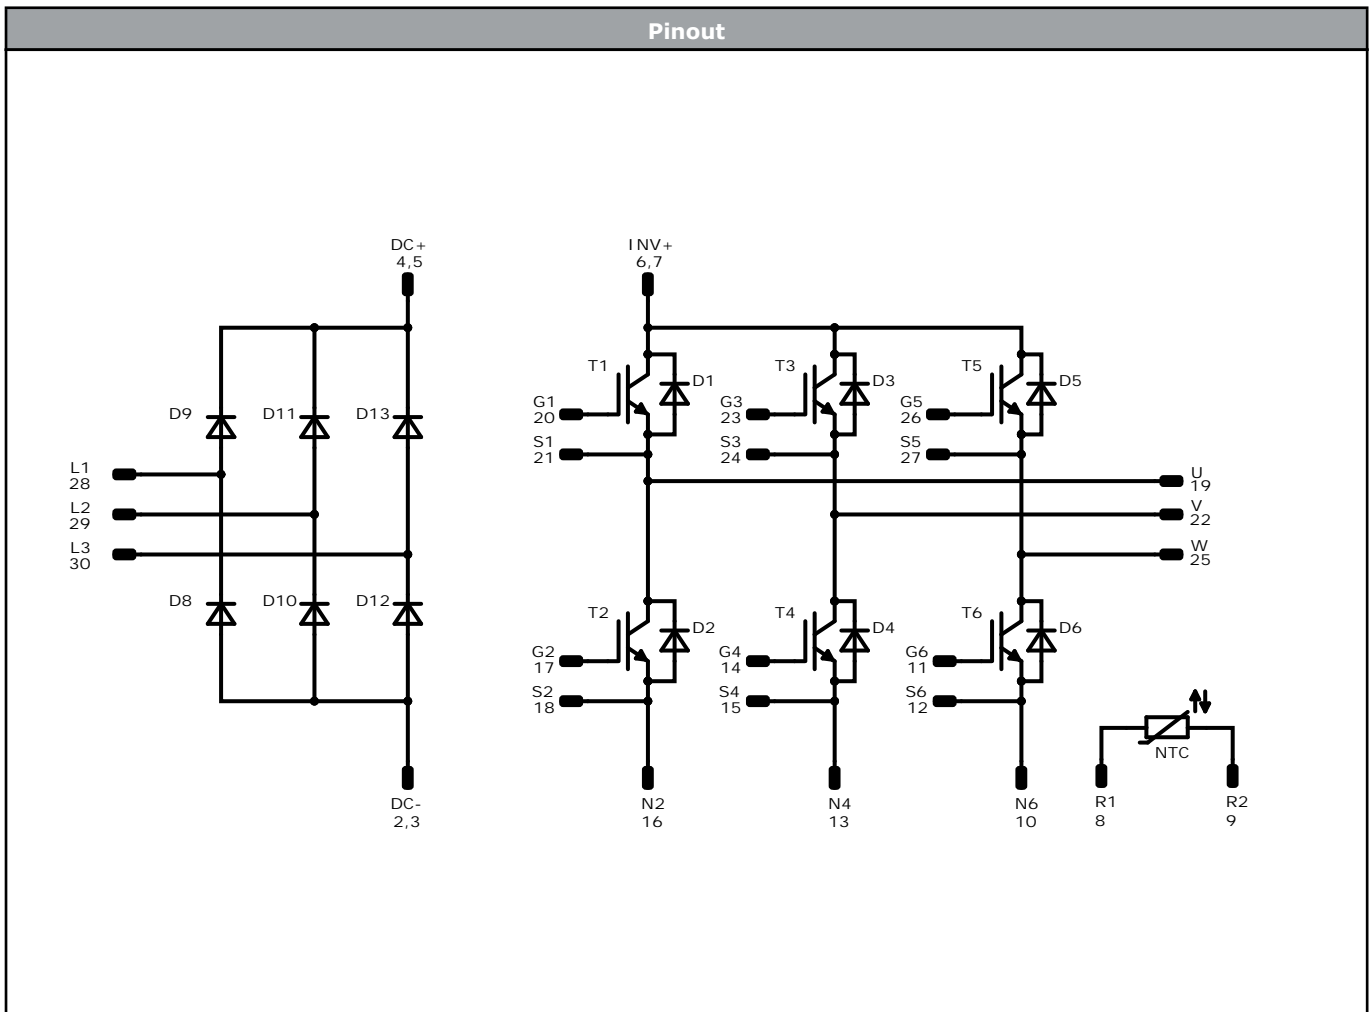 Pinout
DC+
4,5
INV+
6,7
T1
T3
T5
D1
D3
D5
G1
20
G3
23
G5
26
D9
D11
D13
S1
21
S3
24
S5
27
L1
28
U
19
L2
29
V
22
L3
30
W
25
D8
D10
D12
T2
T4
T6
D2
D4
D6
G2
17
G4
14
G6
11
S2
18
S4
15
S6
12
NTC
DC-
2,3
N2
16
N4
13
N6
10
R1
8
R2
9